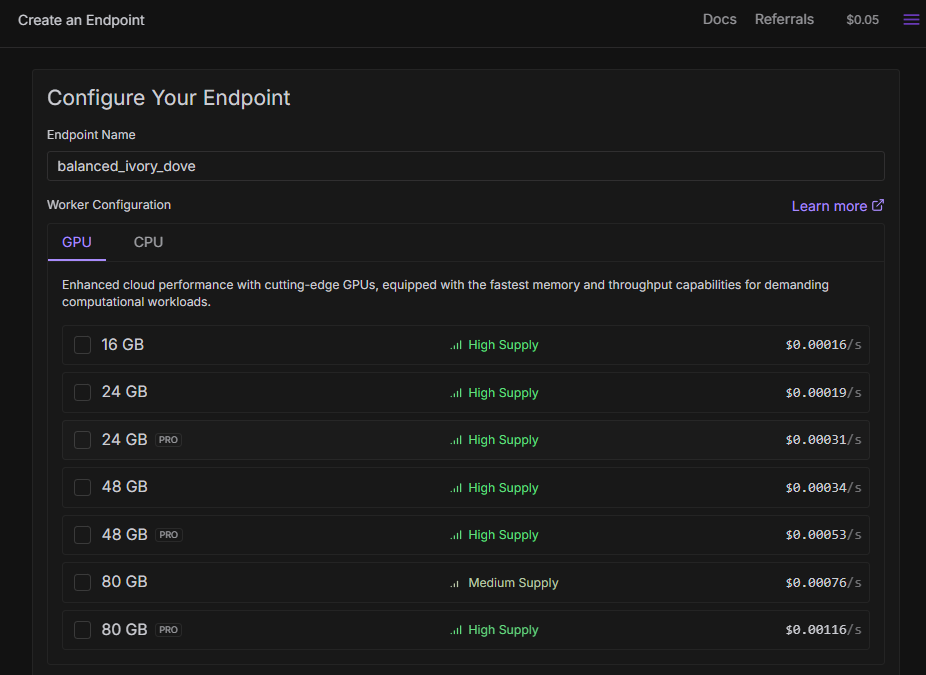 Create an Endpoint
Docs Referrals $0.05
Configure Your Endpoint
Endpoint Name
balanced_ivory_dove
Worker Configuration
Learn more
GPU CPU
Enhanced cloud performance with cutting-edge GPUs, equipped with the fastest memory and throughput capabilities for demanding
computational workloads.
16 GB High Supply $0.00016/s
24 GB High Supply $0.00019/s
24 GB PRO High Supply $0.00031/s
48 GB High Supply $0.00034/s
48 GB PRO High Supply $0.00053/s
80 GB Medium Supply $0.00076/s
80 GB PRO High Supply $0.00116/s